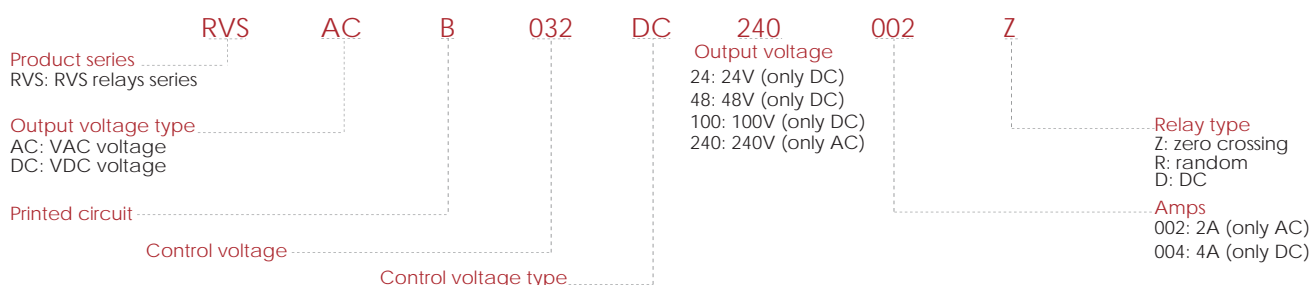 RVS AC B 032 DC 240 002 Z
Product series
RVS: RVS relays series
Output voltage type
AC: VAC voltage
DC: VDC voltage
Printed circuit
Control voltage
Control voltage type
Output voltage
24: 24V (only DC)
48: 48V (only DC)
100: 100V (only DC)
240: 240V (only AC)
Relay type
Z: zero crossing
R: random
D: DC
Amps
002: 2A (only AC)
004: 4A (only DC)